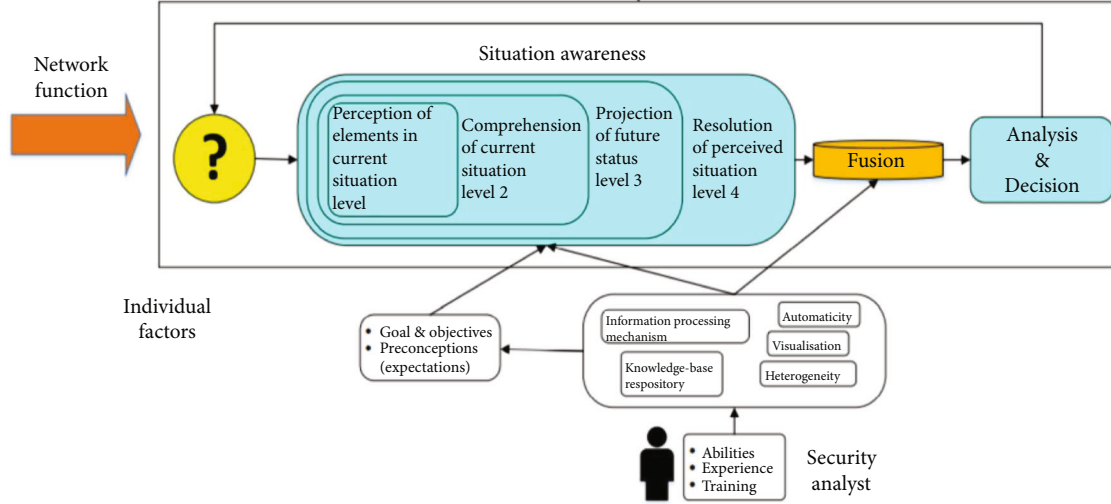 Network
function
Situation awareness
?
Perception of
elements in
current
situation
level
Comprehension
of current
situation
level 2
Projection
of future
status
level 3
Resolution
of perceived
situation
level 4
Fusion
Analysis
&
Decision
Individual
factors
• Goal & objectives
• Preconceptions
(expectations)
Information processing
mechanism
Knowledge-base
respository
Automaticity
Visualisation
Heterogeneity
• Abilities
• Experience
• Training
Security
analyst